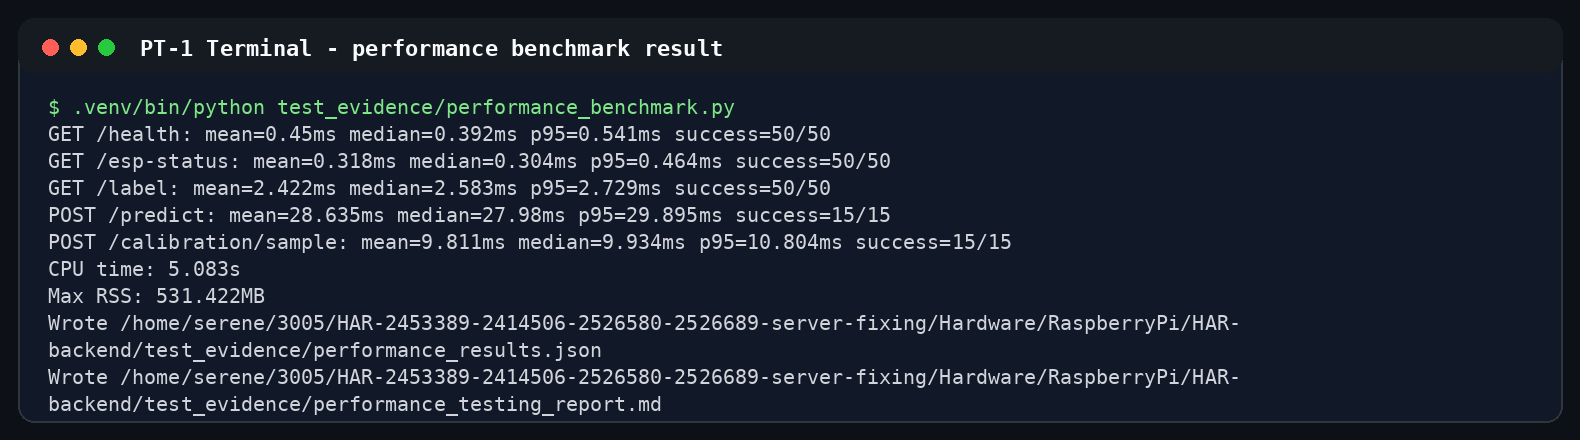 PT-1 Terminal - performance benchmark result
$ .venv/bin/python test_evidence/performance_benchmark.py
GET /health: mean=0.45ms median=0.392ms p95=0.541ms success=50/50
GET /esp-status: mean=0.318ms median=0.304ms p95=0.464ms success=50/50
GET /label: mean=2.422ms median=2.583ms p95=2.729ms success=50/50
POST /predict: mean=28.635ms median=27.98ms p95=29.895ms success=15/15
POST /calibration/sample: mean=9.811ms median=9.934ms p95=10.804ms success=15/15
CPU time: 5.083s
Max RSS: 531.422MB
Wrote /home/serene/3005/HAR-2453389-2414506-2526580-2526689-server-fixing/Hardware/RaspberryPi/HAR-
backend/test_evidence/performance_results.json
Wrote /home/serene/3005/HAR-2453389-2414506-2526580-2526689-server-fixing/Hardware/RaspberryPi/HAR-
backend/test_evidence/performance_testing_report.md